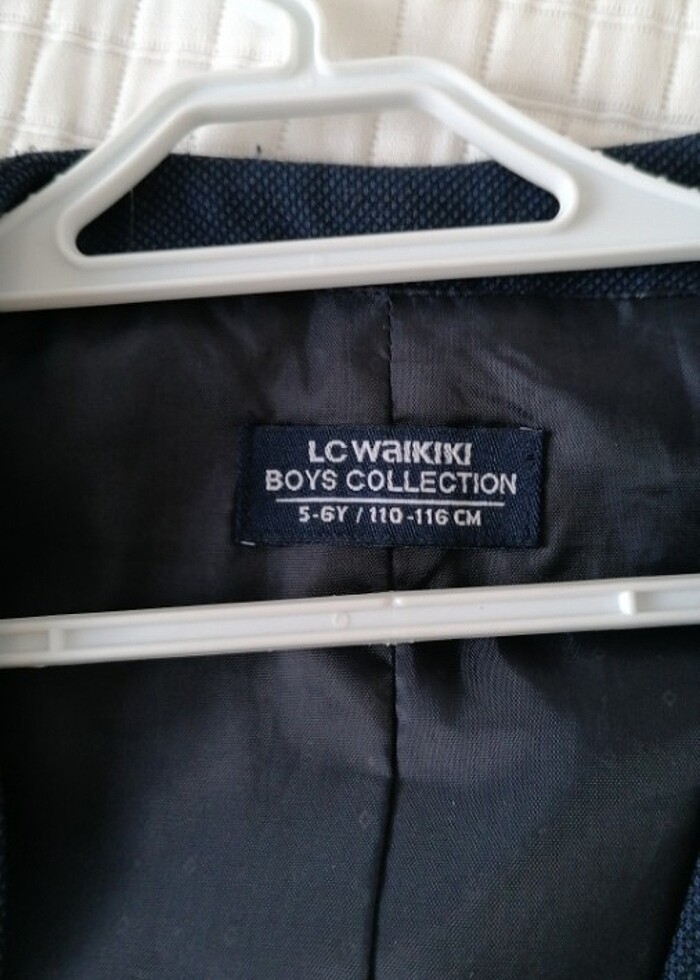 LC WAIKIKI
BOYS COLLECTION
5-6Y / 110-116 CM